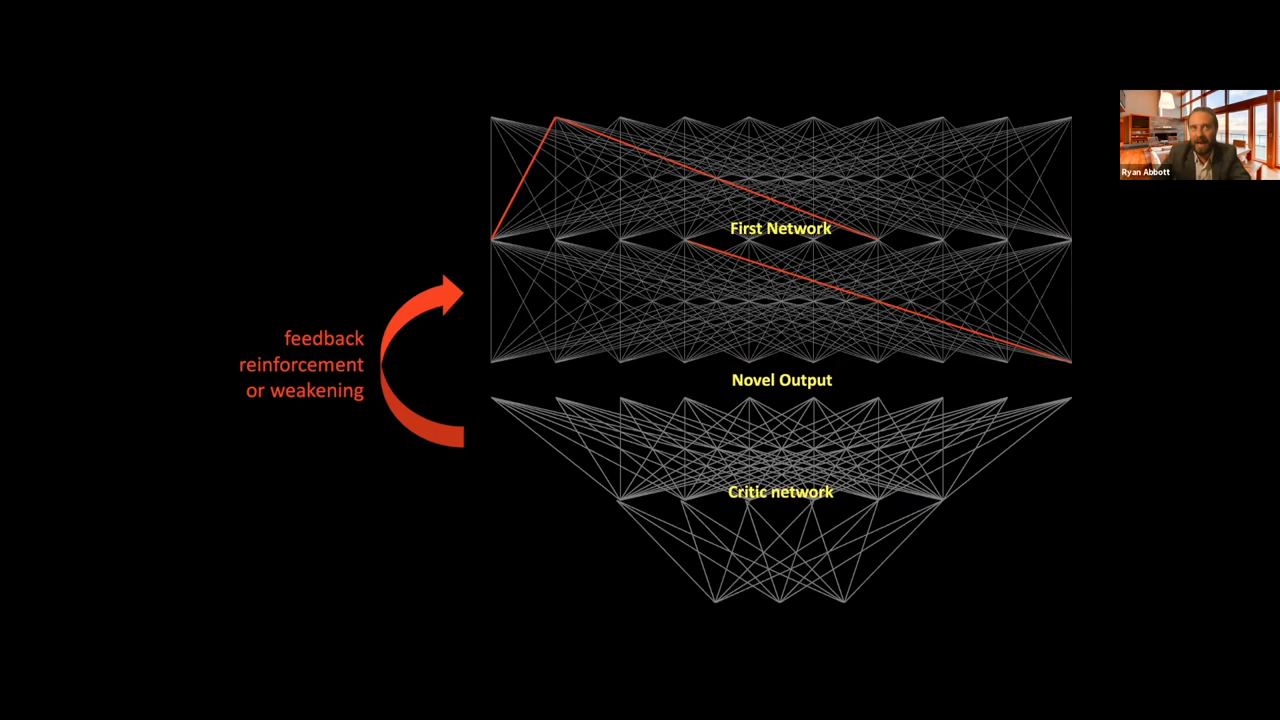 First Network
feedback
reinforcement
or weakening
Novel Output
Critic network
Ryan Abbott